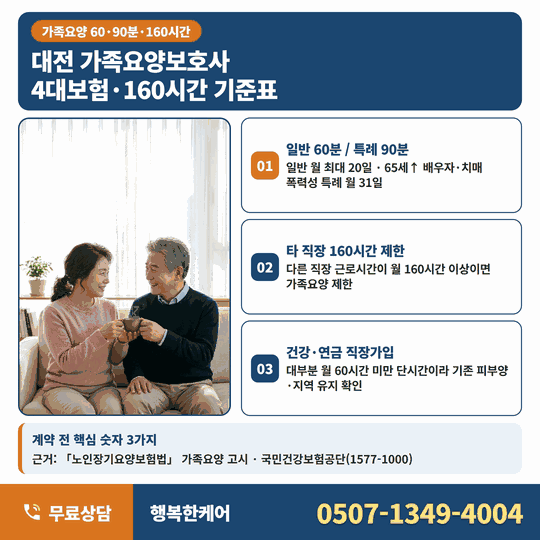 가족요양 60·90분·160시간
대전 가족요양보호사
4대보험·160시간 기준표
01
일반 60분 / 특례 90분
일반 월 최대 20일 · 65세↑ 배우자·치매
폭력성 특례 월 31일
02
타 직장 160시간 제한
다른 직장 근로시간이 월 160시간 이상이면
가족요양 제한
03
건강·연금 직장가입
대부분 월 60시간 미만 단시간이라 기존 피부양
·지역 유지 확인
계약 전 핵심 숫자 3가지
근거: 「노인장기요양보험법」 가족요양 고시 · 국민건강보험공단(1577-1000)
무료상담
행복한케어
0507-1349-4004